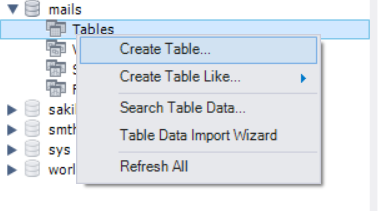 mails
Tables
Create Table...
Create Table Like...
Search Table Data...
sys
Table Data Import Wizard
Refresh All